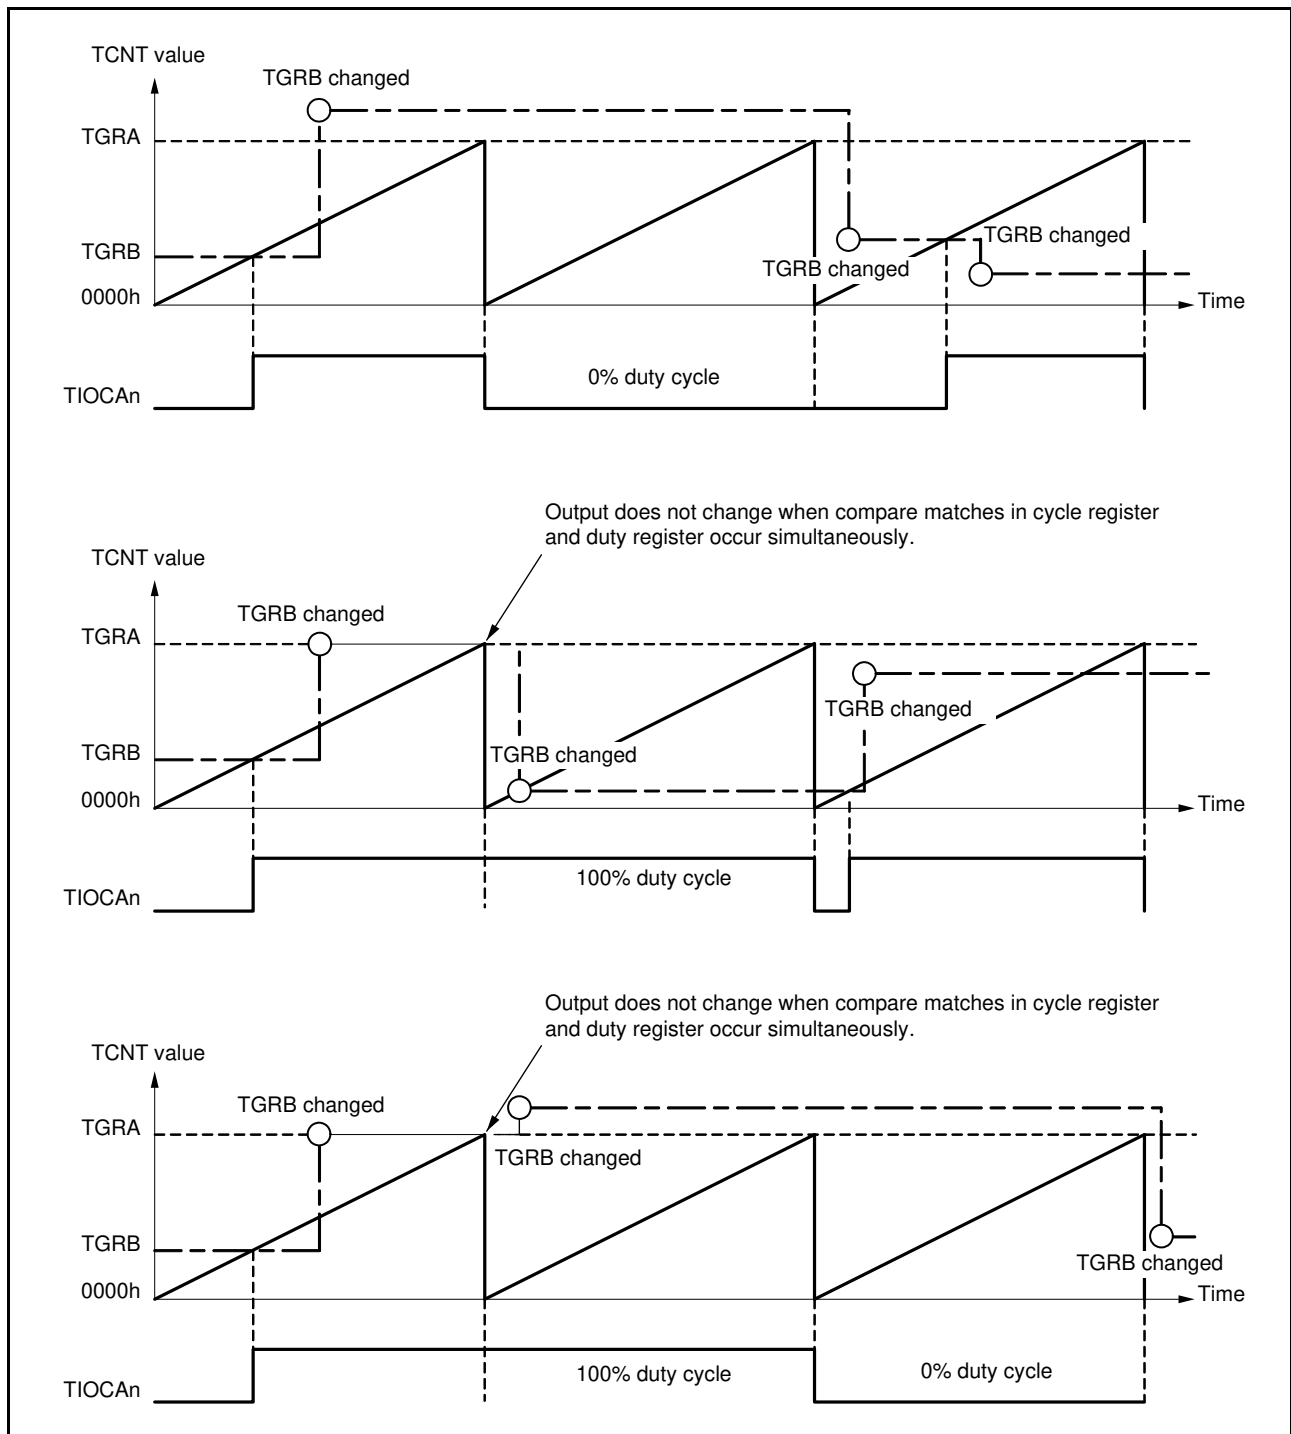 TCNT value
TGRB changed
TGRA
TGRB
TGRB changed
TGRB changed
0000h
Time
0% duty cycle
TIOCAn
Output does not change when compare matches in cycle register
and duty register occur simultaneously.
TCNT value
TGRB changed
TGRA
TGRB changed
TGRB
TGRB changed
0000h
Time
100% duty cycle
TIOCAn
Output does not change when compare matches in cycle register
and duty register occur simultaneously.
TCNT value
TGRB changed
TGRA
TGRB changed
TGRB
TGRB changed
0000h
Time
100% duty cycle
0% duty cycle
TIOCAn